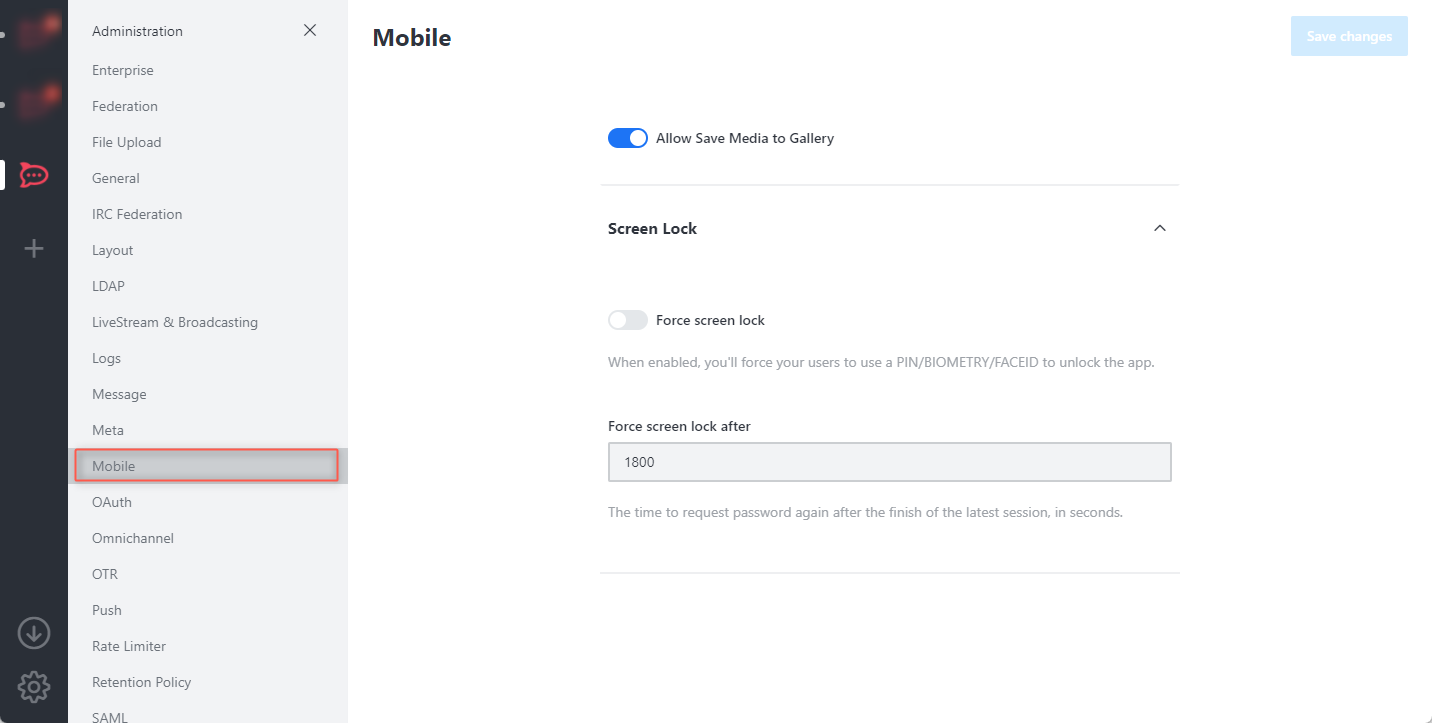 Administration
Enterprise
Federation
File Upload
General
IRC Federation
Layout
LDAP
LiveStream & Broadcasting
Logs
Message
Meta
Mobile
OAuth
Omnichannel
OTR
Push
Rate Limiter
Retention Policy
SAML
Mobile
Save changes
Allow Save Media to Gallery
Screen Lock
Force screen lock
When enabled, you'll force your users to use a PIN/BIOMETRY/FACEID to unlock the app.
Force screen lock after
1800
The time to request password again after the finish of the latest session, in seconds.